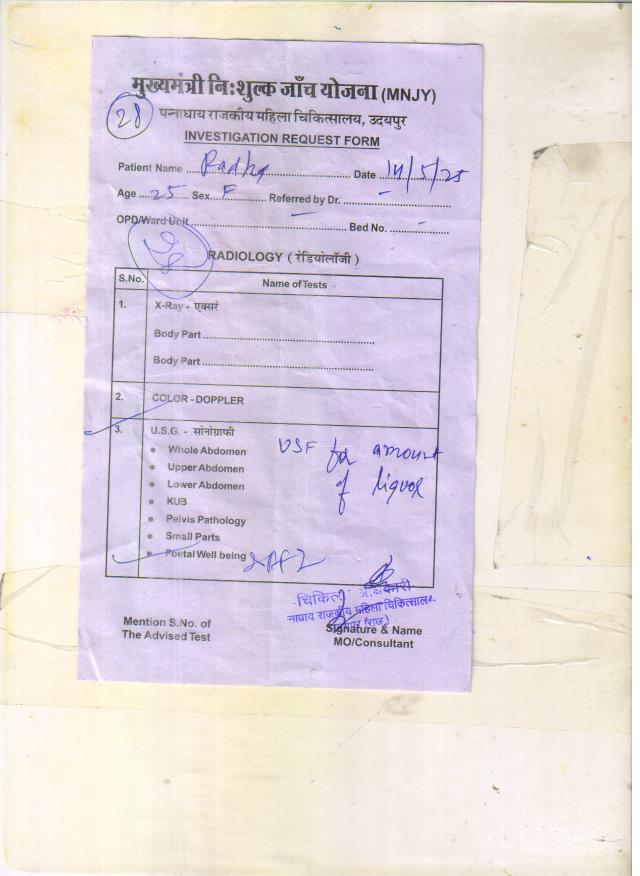 मुख्यमंत्री निःशुल्क जाँच योजना (MNJY)
28
पन्नाधाय राजकीय महिला चिकित्सालय, उदयपुर
INVESTIGATION REQUEST FORM
Patient Name Radha Date 14/5/25
Age 25 Sex F Referred by Dr. -
OPD/Ward Unit - Bed No. -
RADIOLOGY ( रेडियोलॉजी )
S.No. Name of Tests
1. X-Ray - एक्सरे
Body Part
Body Part
2. COLOR - DOPPLER
3. U.S.G. - सोनोग्राफी
Whole Abdomen
for amount
Upper Abdomen
Lower Abdomen
of liquor
KUB
Pelvis Pathology
Small Parts
Foetal Well being
राजकीय महिला चिकित्सालय
Mention S.No. of
The Advised Test
Signature & Name
MO/Consultant